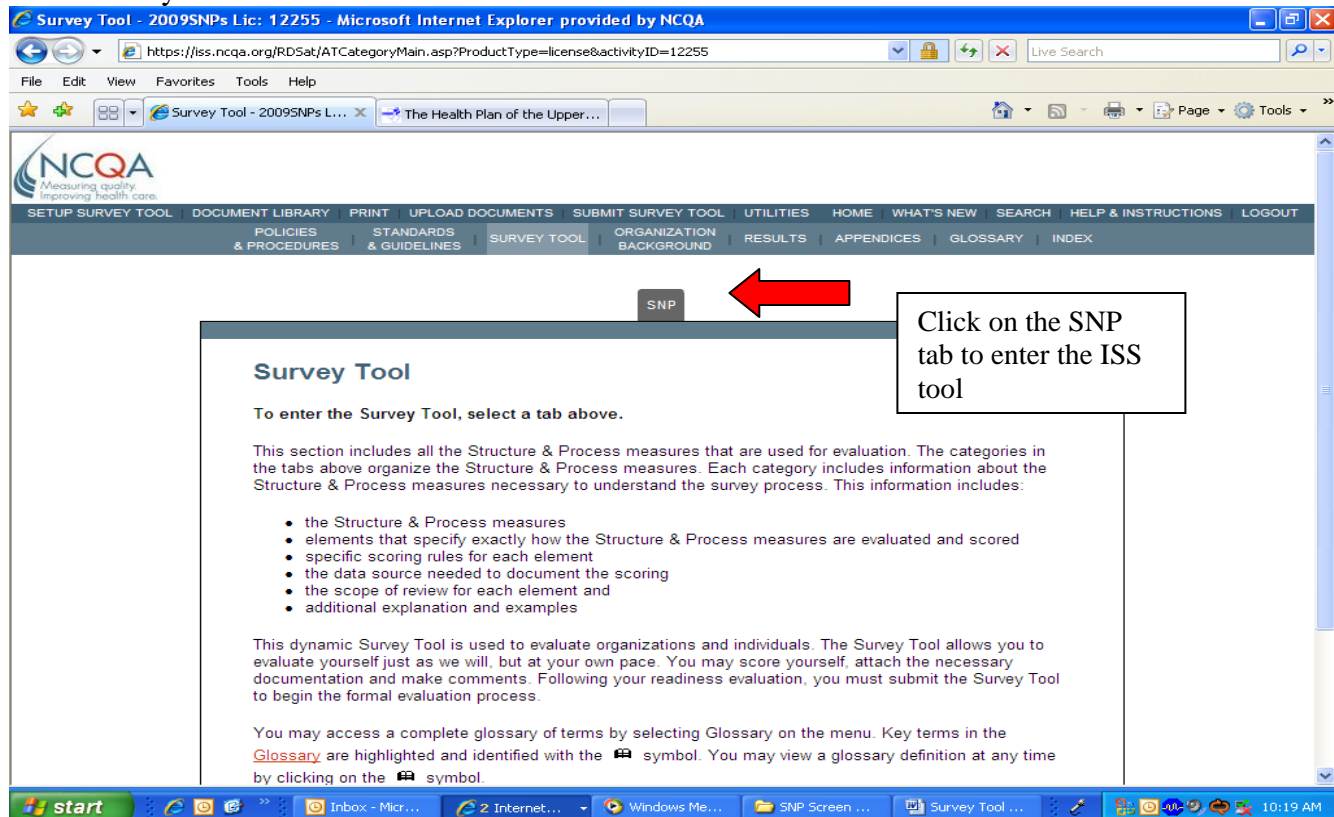 Survey Tool - 2009SNPs Lic: 12255 - Microsoft Internet Explorer provided by NCQA
https://iss.ncqa.org/RDSat/ATCategoryMain.asp?ProductType=license&activityID=12255
Live Search
File Edit View Favorites Tools Help
Survey Tool - 2009SNPs L... The Health Plan of the Upper...
Page Tools
NCQA
Measuring quality.
Improving health care.
SETUP SURVEY TOOL | DOCUMENT LIBRARY | PRINT | UPLOAD DOCUMENTS | SUBMIT SURVEY TOOL | UTILITIES HOME | WHAT'S NEW | SEARCH | HELP & INSTRUCTIONS | LOGOUT
POLICIES & PROCEDURES | STANDARDS & GUIDELINES | SURVEY TOOL | ORGANIZATION BACKGROUND | RESULTS | APPENDICES | GLOSSARY | INDEX
SNP
Click on the SNP
tab to enter the ISS
tool
Survey Tool
To enter the Survey Tool, select a tab above.
This section includes all the Structure & Process measures that are used for evaluation. The categories in
the tabs above organize the Structure & Process measures. Each category includes information about the
Structure & Process measures necessary to understand the survey process. This information includes:
• the Structure & Process measures
• elements that specify exactly how the Structure & Process measures are evaluated and scored
• specific scoring rules for each element
• the data source needed to document the scoring
• the scope of review for each element and
• additional explanation and examples
This dynamic Survey Tool is used to evaluate organizations and individuals. The Survey Tool allows you to
evaluate yourself just as we will, but at your own pace. You may score yourself, attach the necessary
documentation and make comments. Following your readiness evaluation, you must submit the Survey Tool
to begin the formal evaluation process.
You may access a complete glossary of terms by selecting Glossary on the menu. Key terms in the
Glossary are highlighted and identified with the symbol. You may view a glossary definition at any time
by clicking on the symbol.
start Inbox - Micr... 2 Internet... Windows Me... SNP Screen ... Survey Tool ... 10:19 AM